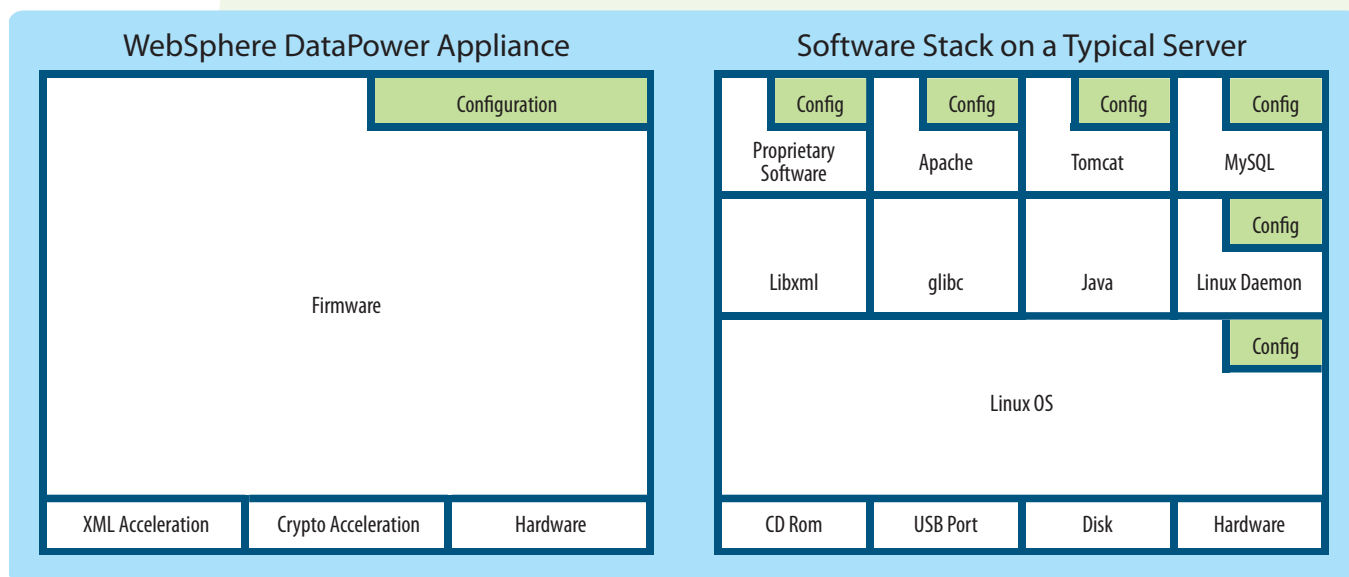 WebSphere DataPower Appliance
Configuration
Firmware
XML Acceleration
Crypto Acceleration
Hardware
Software Stack on a Typical Server
Config
Config
Config
Config
Proprietary
Software
Apache
Tomcat
MySQL
Config
Libxml
glibc
Java
Linux Daemon
Config
Linux OS
CD Rom
USB Port
Disk
Hardware